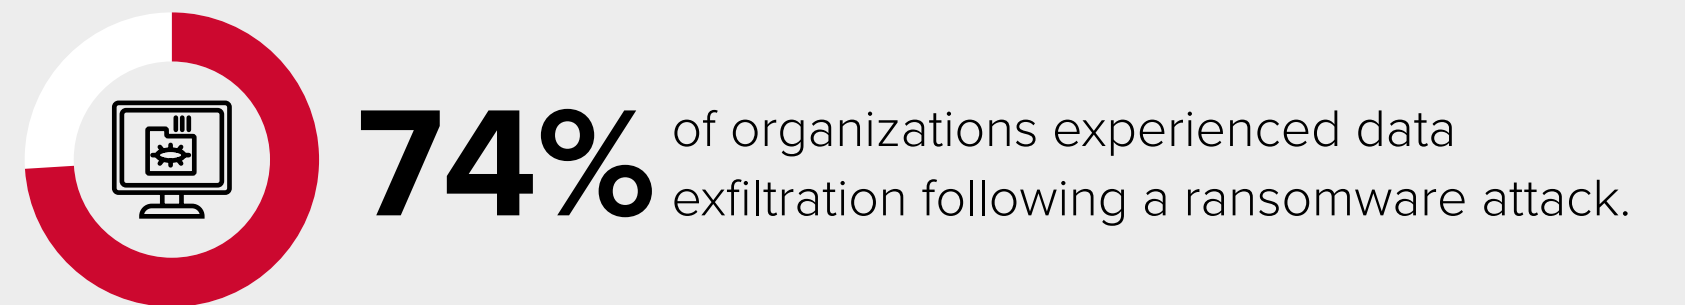 74%
of organizations experienced data
exfiltration following a ransomware attack.